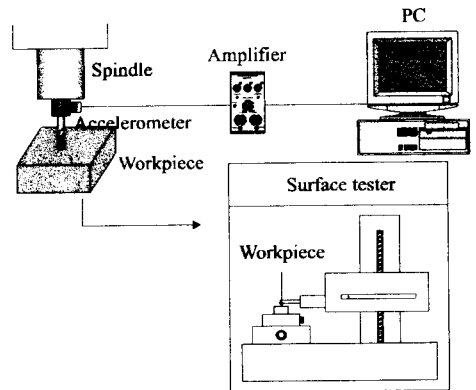 PC
Amplifier
Spindle
Accelerometer
Workpiece
Surface tester
Workpiece